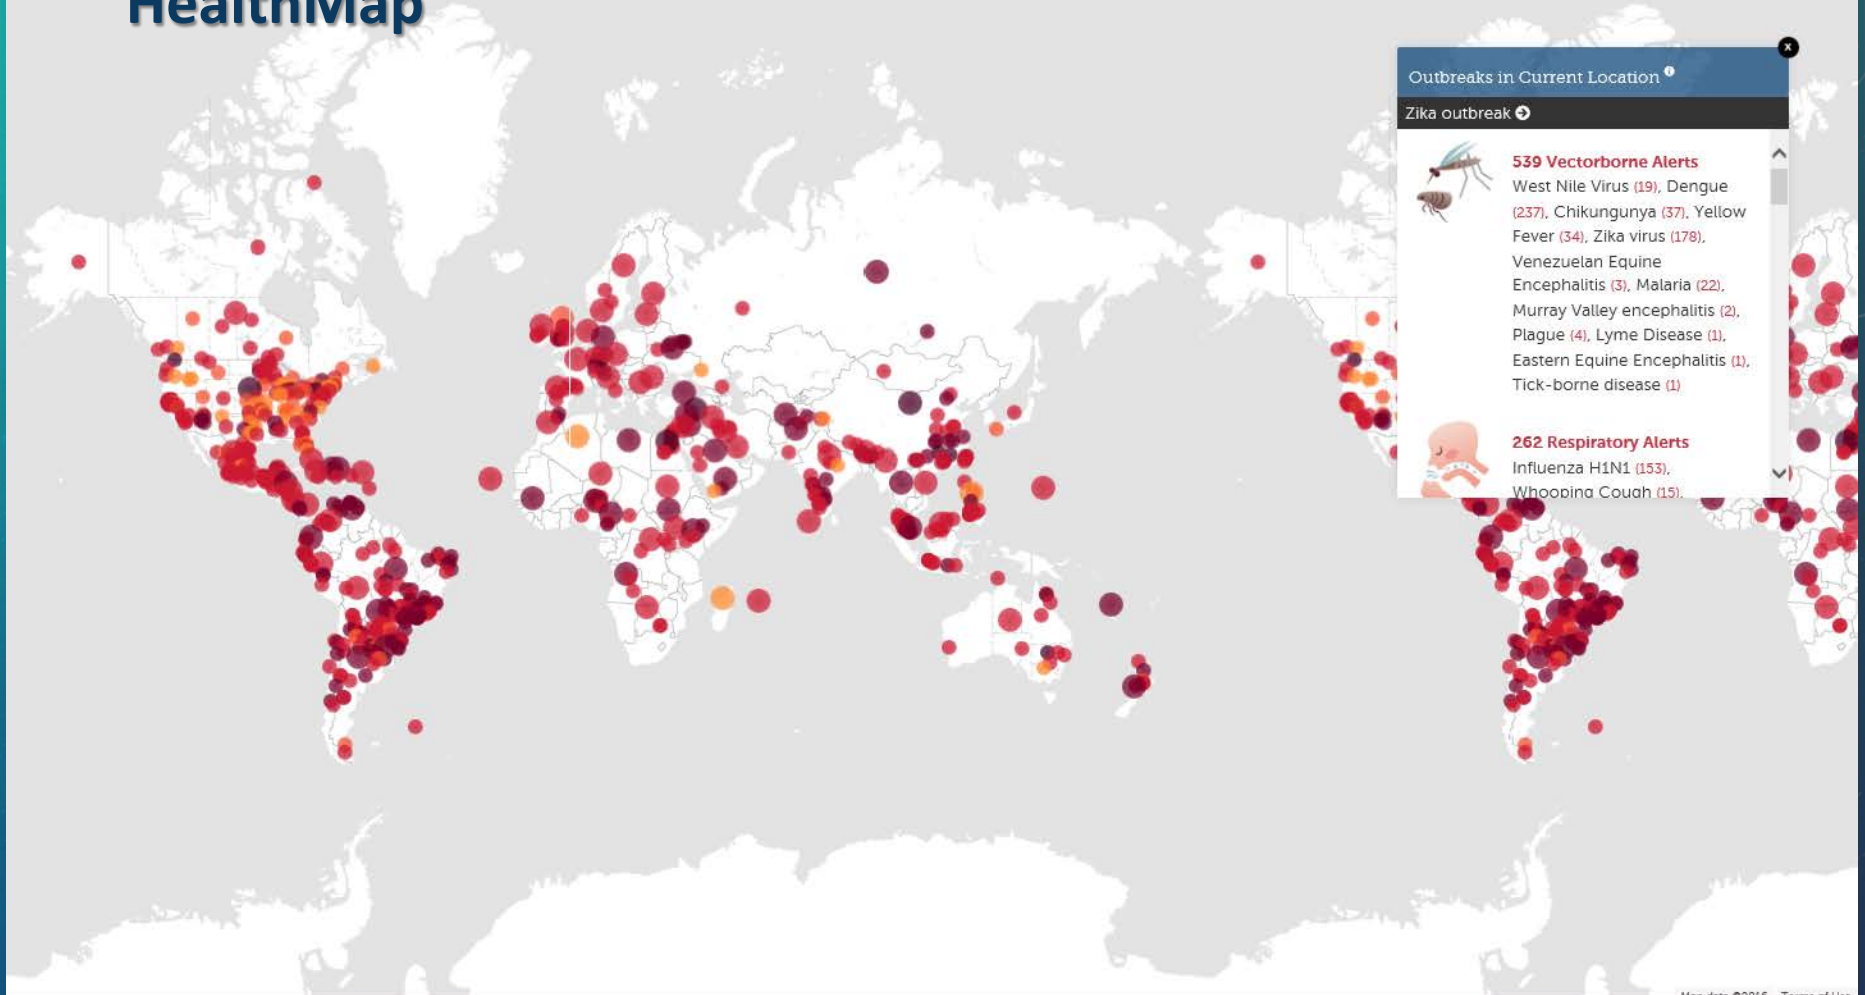 HealthMap
x
Outbreaks in Current Location
Zika outbreak
539 Vectorborne Alerts
West Nile Virus (19), Dengue
(237), Chikungunya (37), Yellow
Fever (34), Zika virus (178),
Venezuelan Equine
Encephalitis (3), Malaria (22),
Murray Valley encephalitis (2),
Plague (4), Lyme Disease (1),
Eastern Equine Encephalitis (1),
Tick-borne disease (1)
262 Respiratory Alerts
Influenza H1N1 (153),
Whooping Cough (15),